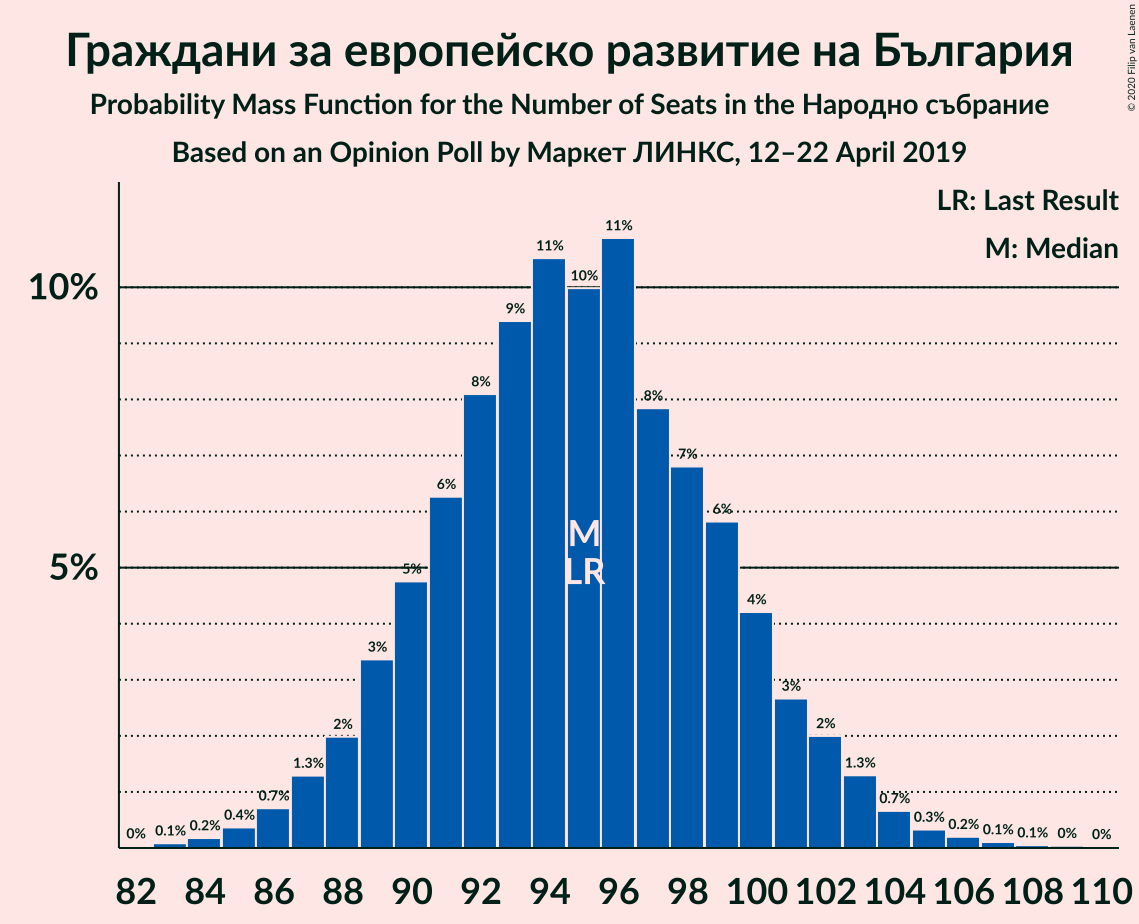 Граждани за европейско развитие на България
Probability Mass Function for the Number of Seats in the Народно събрание
Based on an Opinion Poll by Маркет ЛИНКС, 12–22 April 2019
© 2020 Filip van Laenen
LR: Last Result
M: Median
10%
5%
0% 0.1% 0.2% 0.4% 0.7% 1.3% 2% 3% 5% 6% 8% 9% 11% 10% 11% 8% 7% 6% 4% 3% 2% 1.3% 0.7% 0.3% 0.2% 0.1% 0.1% 0% 0%
M
LR
82 84 86 88 90 92 94 96 98 100 102 104 106 108 110